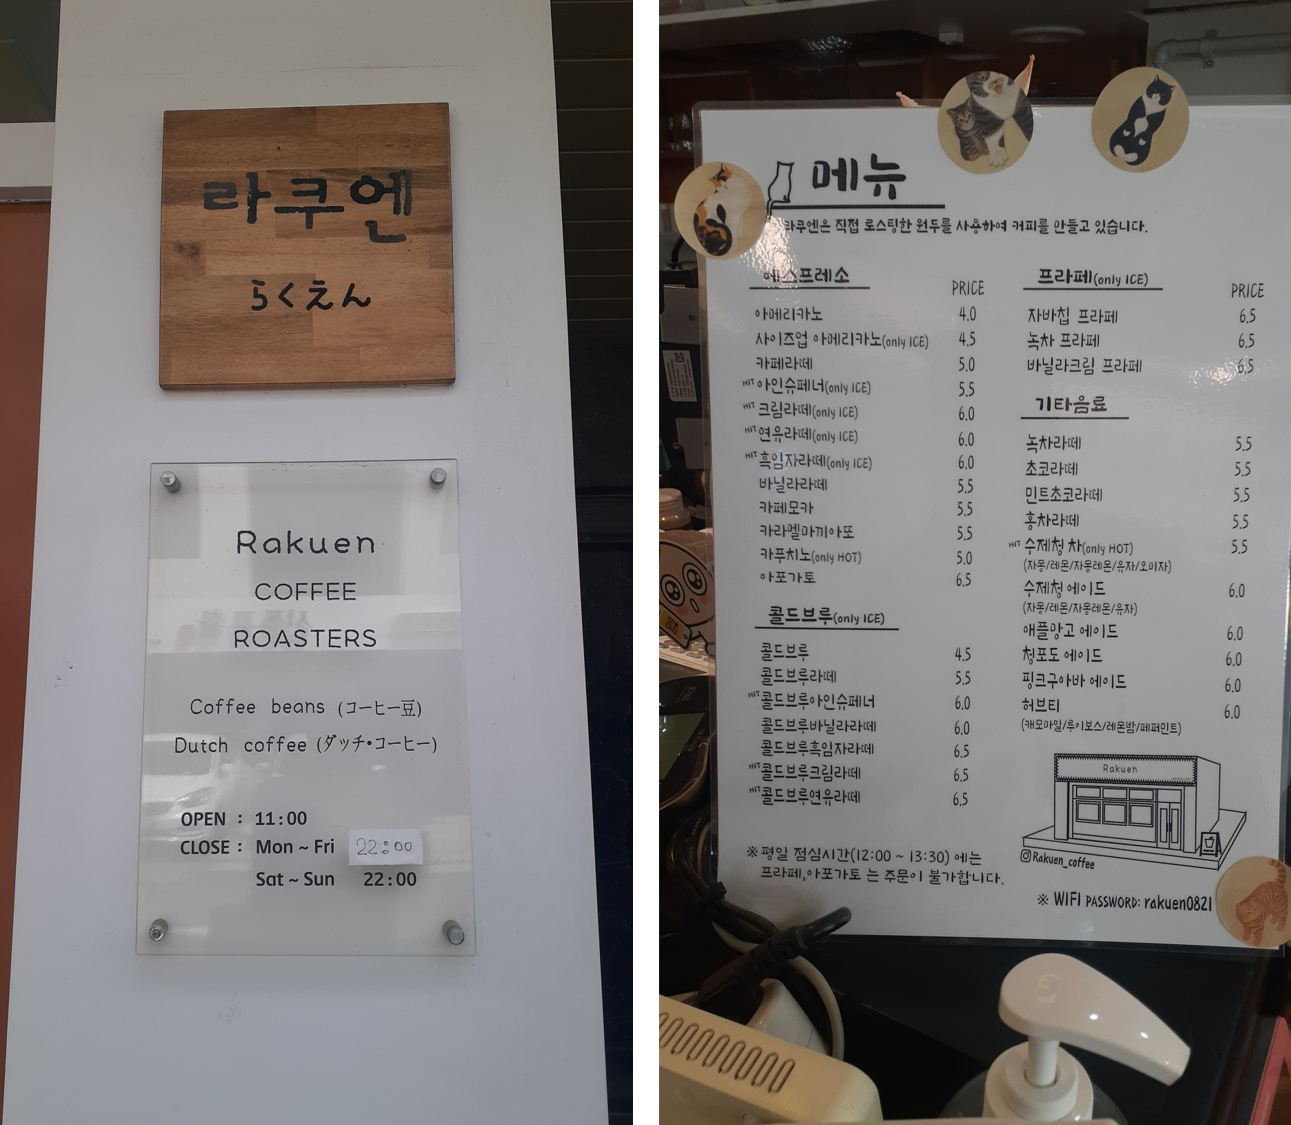 라쿠엔
らくえん
Rakuen
COFFEE
ROASTERS
Coffee beans (コーヒー豆)
Dutch coffee (ダッチ•コーヒー)
OPEN : 11:00
CLOSE : Mon ~ Fri 22:00
Sat ~ Sun 22:00
메뉴
라쿠엔은 직접 로스팅한 원두를 사용하여 커피를 만들고 있습니다.
에스프레소 PRICE
아메리카노 4.0
사이즈업 아메리카노(only ICE) 4.5
카페라떼 5.0
HIT 아인슈페너(only ICE) 5.5
HIT 크림라떼(only ICE) 6.0
HIT 연유라떼(only ICE) 6.0
HIT 흑임자라떼(only ICE) 6.0
바닐라라떼 5.5
카페모카 5.5
카라멜마끼아또 5.5
카푸치노(only HOT) 5.0
아포가토 6.5
콜드브루(only ICE)
콜드브루 4.5
콜드브루라떼 5.5
HIT 콜드브루아인슈페너 6.0
콜드브루바닐라라떼 6.0
콜드브루흑임자라떼 6.5
HIT 콜드브루크림라떼 6.5
HIT 콜드브루연유라떼 6.5
※ 평일 점심시간(12:00 ~ 13:30) 에는
프라페,아포가토 는 주문이 불가합니다.
프라페(only ICE) PRICE
자바칩 프라페 6.5
녹차 프라페 6.5
바닐라크림 프라페 6.5
기타음료
녹차라떼 5.5
초코라떼 5.5
민트초코라떼 5.5
홍차라떼 5.5
HIT 수제청 차(only HOT) 5.5
(자몽/레몬/자몽레몬/유자/오미자)
수제청 에이드 6.0
(자몽/레몬/자몽레몬/유자)
애플망고 에이드 6.0
청포도 에이드 6.0
핑크구아바 에이드 6.0
허브티 6.0
(캐모마일/루이보스/레몬밤/페퍼민트)
Rakuen
Rakuen_coffee
※ WIFI PASSWORD: rakuen0821